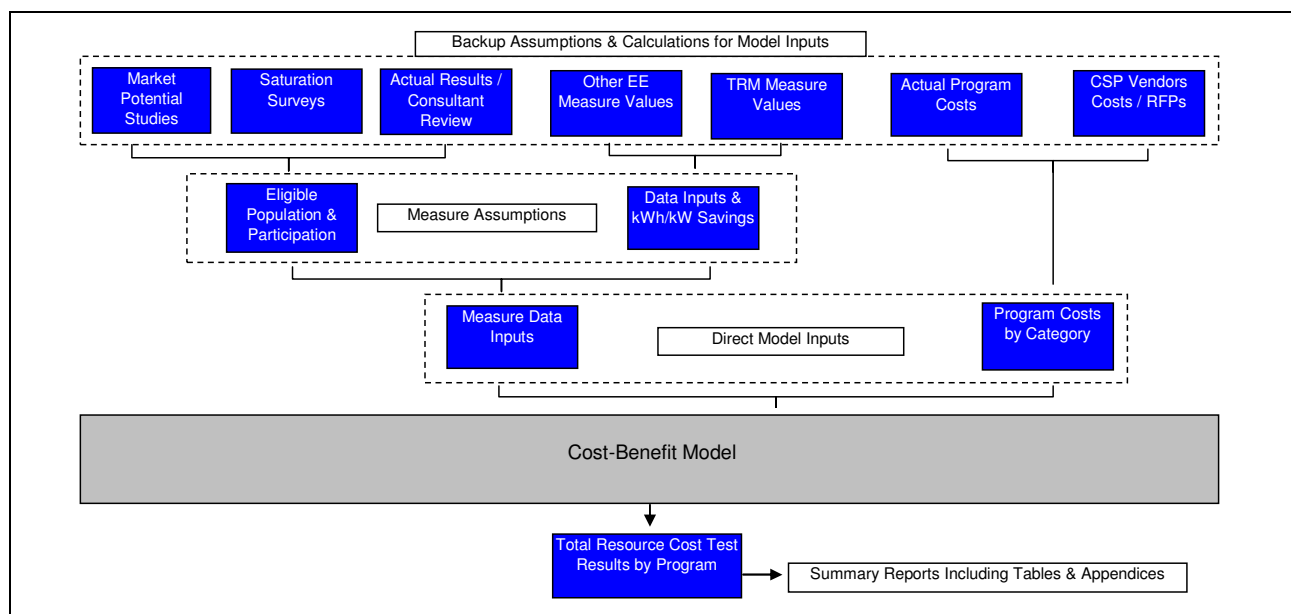 Backup Assumptions & Calculations for Model Inputs
Market
Potential
Studies
Saturation
Surveys
Actual Results /
Consultant
Review
Other EE
Measure Values
TRM Measure
Values
Actual Program
Costs
CSP Vendors
Costs / RFPs
Eligible
Population &
Participation
Measure Assumptions
Data Inputs &
kWh/kW Savings
Measure Data
Inputs
Direct Model Inputs
Program Costs
by Category
Cost-Benefit Model
Total Resource Cost Test
Results by Program
Summary Reports Including Tables & Appendices